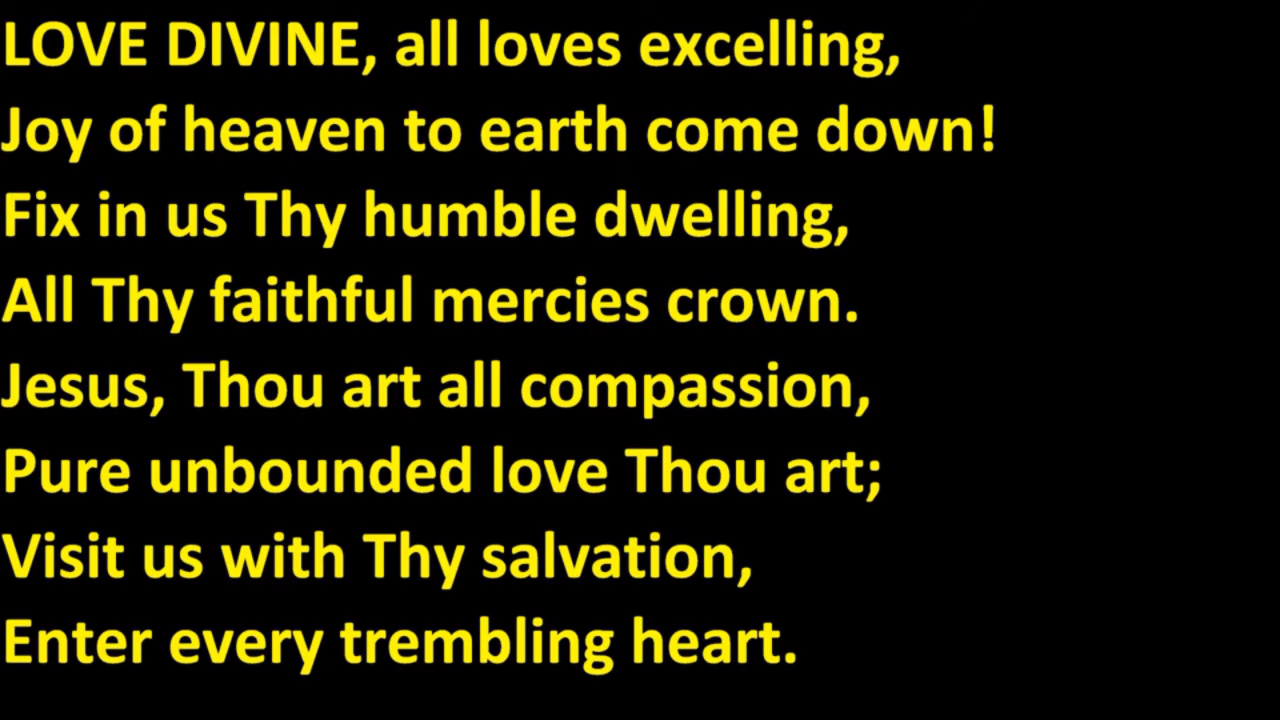 LOVE DIVINE, all loves excelling,
Joy of heaven to earth come down!
Fix in us Thy humble dwelling,
All Thy faithful mercies crown.
Jesus, Thou art all compassion,
Pure unbounded love Thou art;
Visit us with Thy salvation,
Enter every trembling heart.